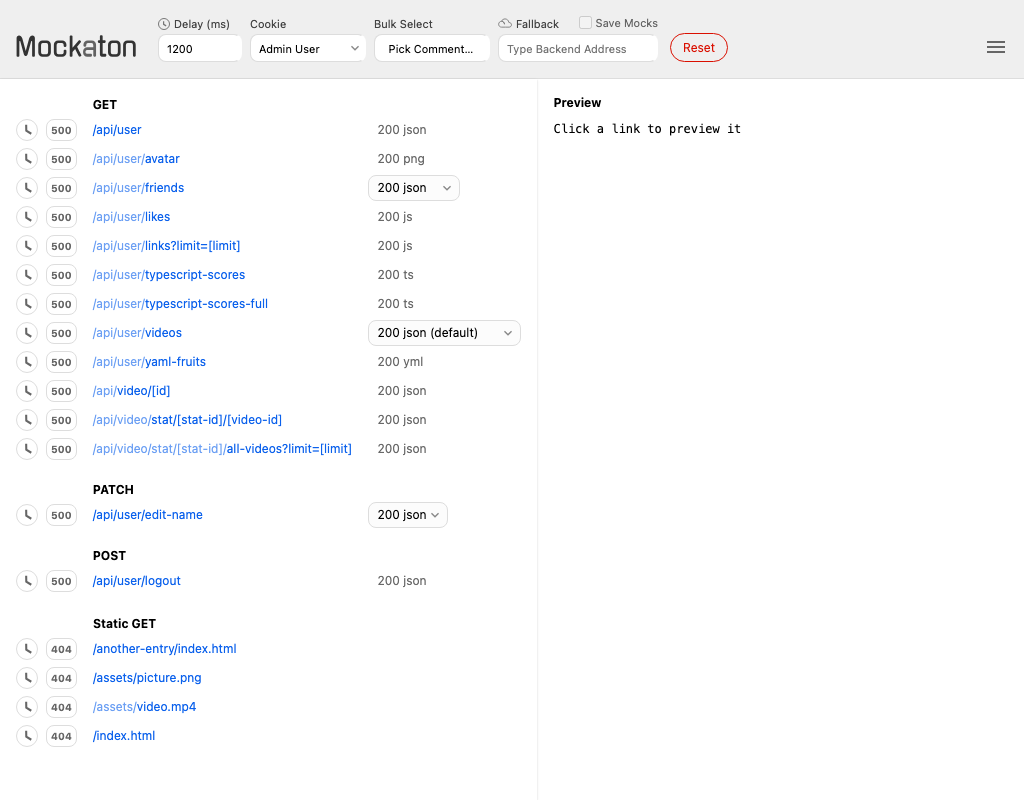 Mockaton
Delay (ms)
1200
Cookie
Admin User
Bulk Select
Pick Comment...
Fallback
Save Mocks
Type Backend Address
Reset
GET
500 /api/user 200 json
500 /api/user/avatar 200 png
500 /api/user/friends 200 json
500 /api/user/likes 200 js
500 /api/user/links?limit=[limit] 200 js
500 /api/user/typescript-scores 200 ts
500 /api/user/typescript-scores-full 200 ts
500 /api/user/videos 200 json (default)
500 /api/user/yaml-fruits 200 yml
500 /api/video/[id] 200 json
500 /api/video/stat/[stat-id]/[video-id] 200 json
500 /api/video/stat/[stat-id]/all-videos?limit=[limit] 200 json
PATCH
500 /api/user/edit-name 200 json
POST
500 /api/user/logout 200 json
Static GET
404 /another-entry/index.html
404 /assets/picture.png
404 /assets/video.mp4
404 /index.html
Preview
Click a link to preview it